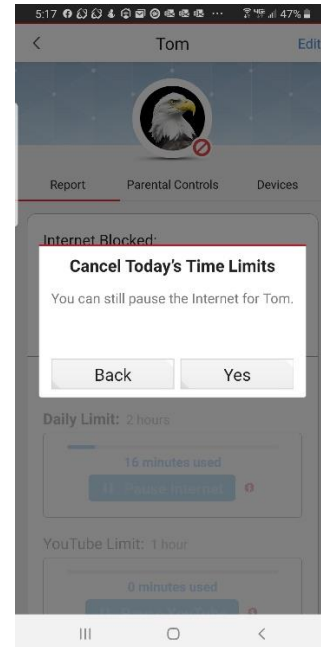 5:17 47%
Tom Edit
Report Parental Controls Devices
Internet Blocked:
Cancel Today's Time Limits
You can still pause the Internet for Tom.
Back Yes
Daily Limit: 2 hours
16 minutes used
Pause Internet
YouTube Limit: 1 hour
0 minutes used